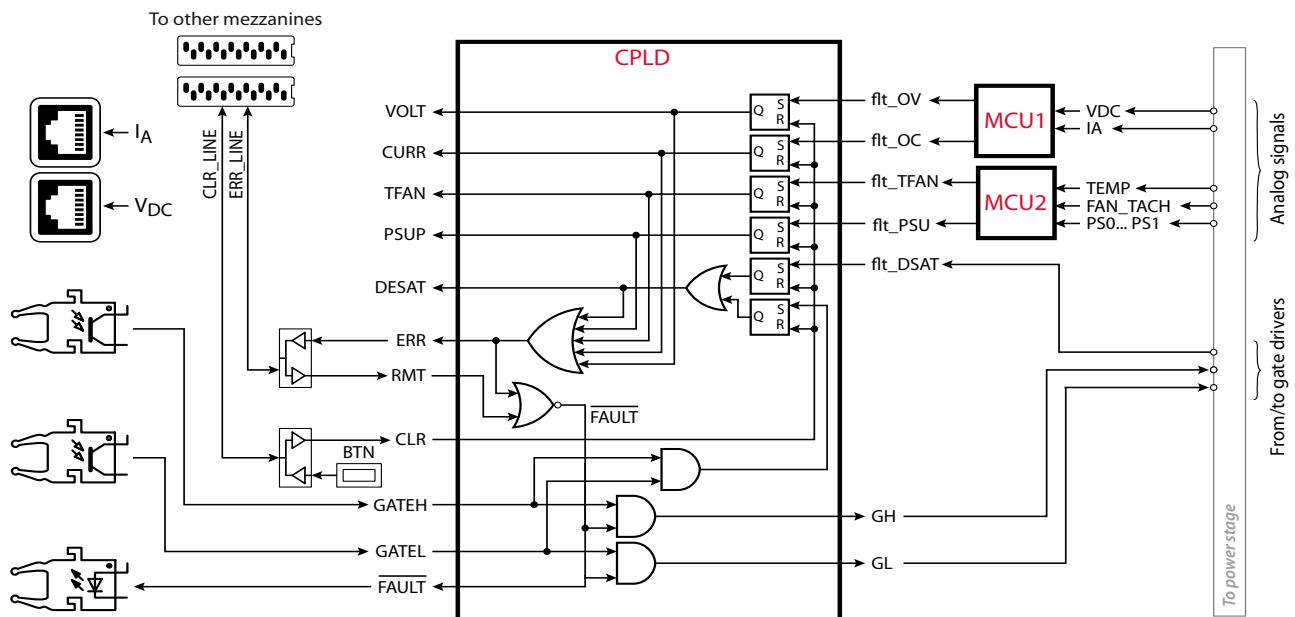 To other mezzanines
CPLD
I_A
V_DC
CLR_LINE
ERR_LINE
VOLT
CURR
TFAN
PSUP
DESAT
ERR
RMT
CLR
BTN
GATEH
GATEL
FAULT
Q S R
Q S R
Q S R
Q S R
Q S R
Q S R
FAULT
flt_OV
flt_OC
flt_TFAN
flt_PSU
flt_DSAT
GH
GL
MCU1
MCU2
VDC
IA
TEMP
FAN_TACH
PS0... PS1
Analog signals
From/to gate drivers
To power stage